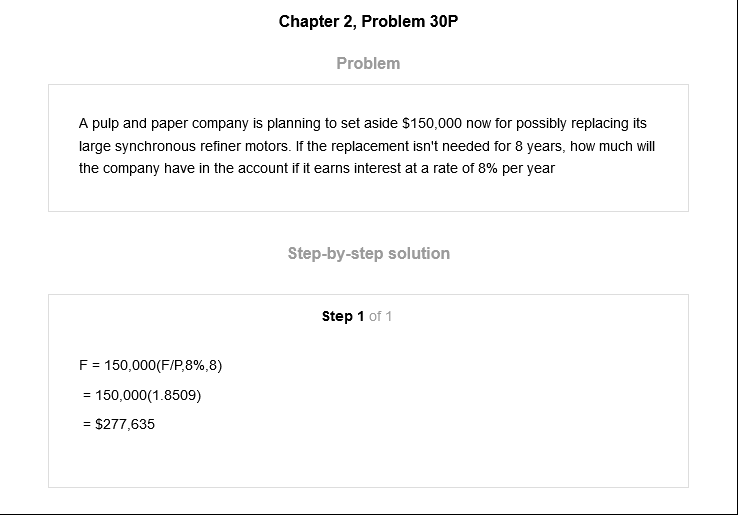 Chapter 2, Problem 30P
Problem
A pulp and paper company is planning to set aside $150,000 now for possibly replacing its
large synchronous refiner motors. If the replacement isn't needed for 8 years, how much will
the company have in the account if it earns interest at a rate of 8% per year
Step-by-step solution
Step 1 of 1
F = 150,000(F/P,8%,8)
= 150,000(1.8509)
= $277,635